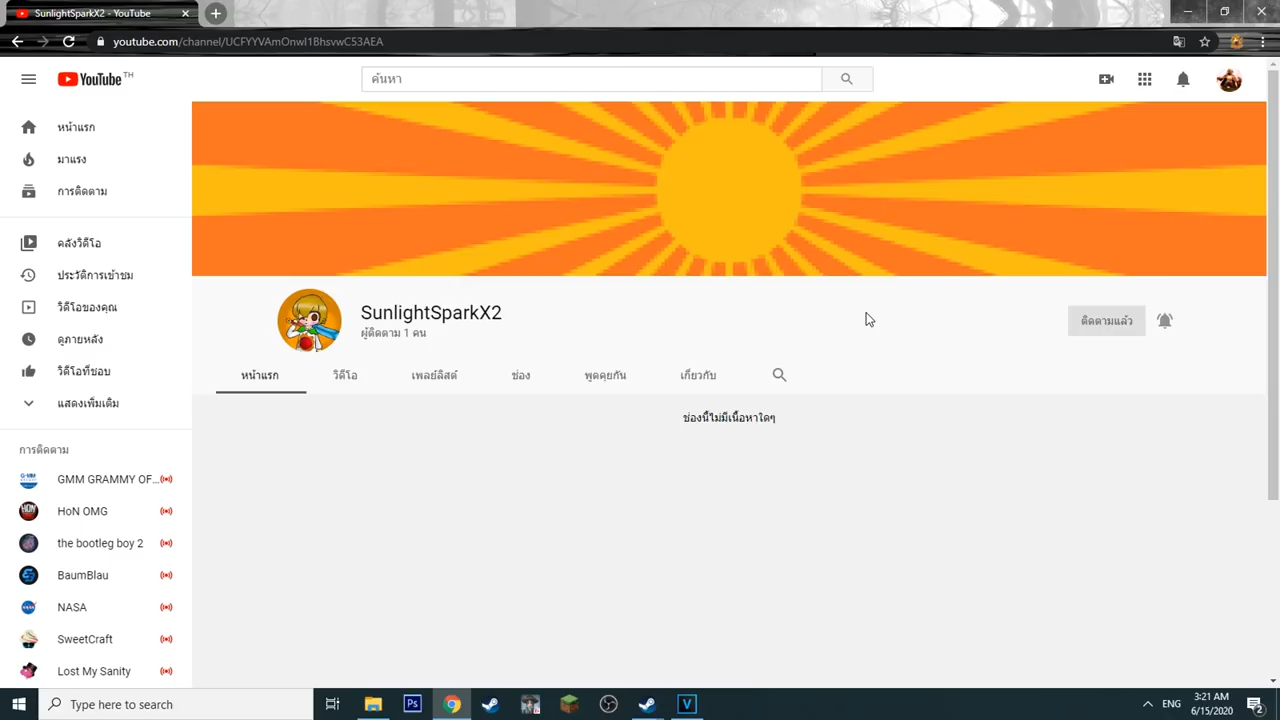 SunlightSparkX2 - YouTube
youtube.com/channel/UCFYYVAmOnwI1BhsvwC53AEA
YouTube TH
ค้นหา
หน้าแรก
มาแรง
การติดตาม
คลังวิดีโอ
ประวัติการเข้าชม
วิดีโอของคุณ
ดูภายหลัง
วิดีโอที่ชอบ
แสดงเพิ่มเติม
การติดตาม
GMM GRAMMY OF...
HoN OMG
the bootleg boy 2
BaumBlau
NASA
SweetCraft
Lost My Sanity
SunlightSparkX2
ผู้ติดตาม 1 คน
ติดตามแล้ว
หน้าแรก วิดีโอ เพลย์ลิสต์ ช่อง พูดคุยกัน เกี่ยวกับ
ช่องนี้ไม่มีเนื้อหาใดๆ
Type here to search
ENG
3:21 AM
6/15/2020
2